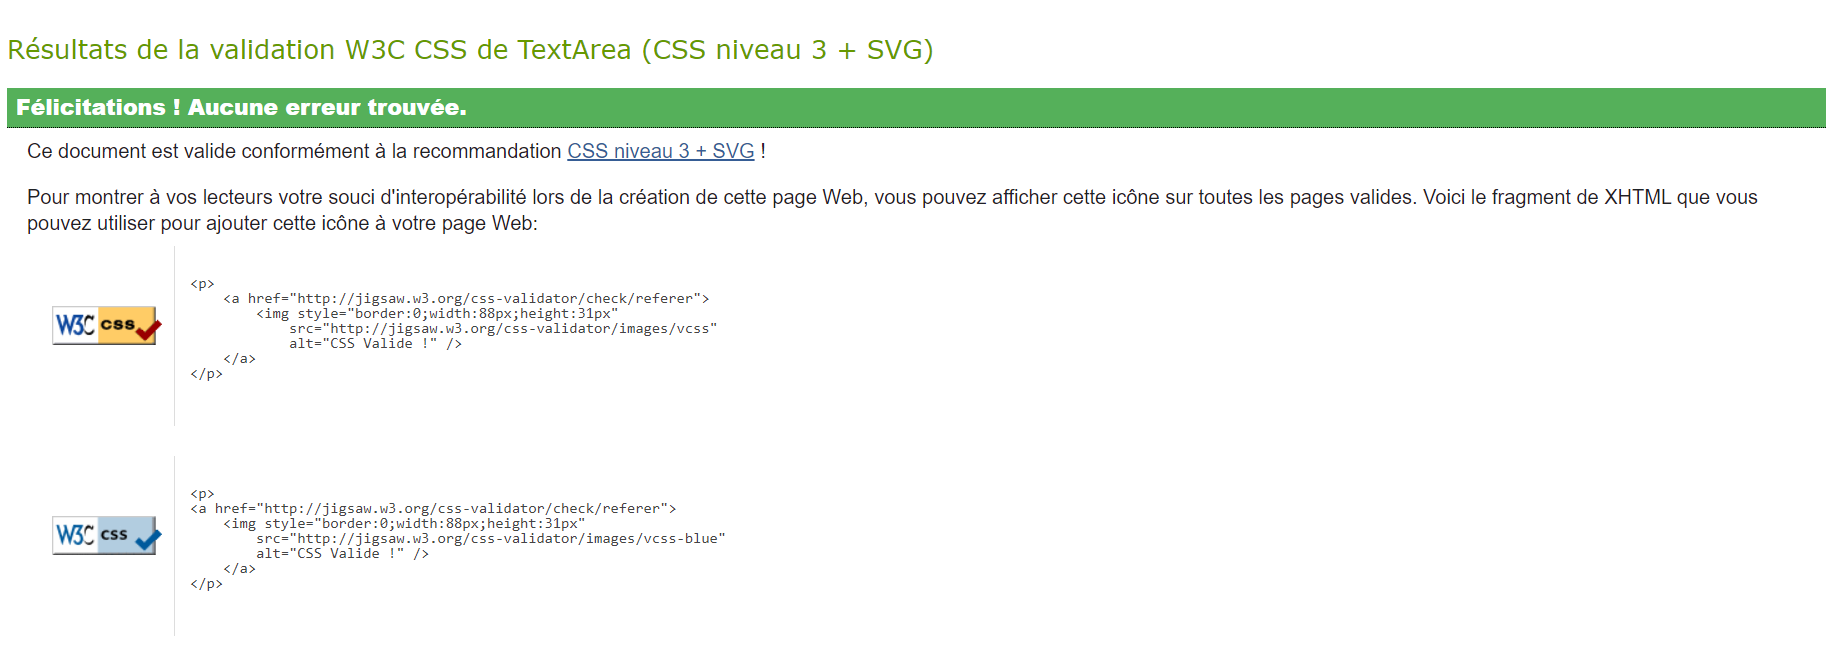 Résultats de la validation W3C CSS de TextArea (CSS niveau 3 + SVG)
Félicitations ! Aucune erreur trouvée.
Ce document est valide conformément à la recommandation CSS niveau 3 + SVG !
Pour montrer à vos lecteurs votre souci d'interopérabilité lors de la création de cette page Web, vous pouvez afficher cette icône sur toutes les pages valides. Voici le fragment de XHTML que vous
pouvez utiliser pour ajouter cette icône à votre page Web:
W3C css
<p>
    <a href="http://jigsaw.w3.org/css-validator/check/referer">
        <img style="border:0;width:88px;height:31px"
            src="http://jigsaw.w3.org/css-validator/images/vcss"
            alt="CSS Valide !" />
    </a>
</p>
W3C css
<p>
<a href="http://jigsaw.w3.org/css-validator/check/referer">
    <img style="border:0;width:88px;height:31px"
        src="http://jigsaw.w3.org/css-validator/images/vcss-blue"
        alt="CSS Valide !" />
    </a>
</p>